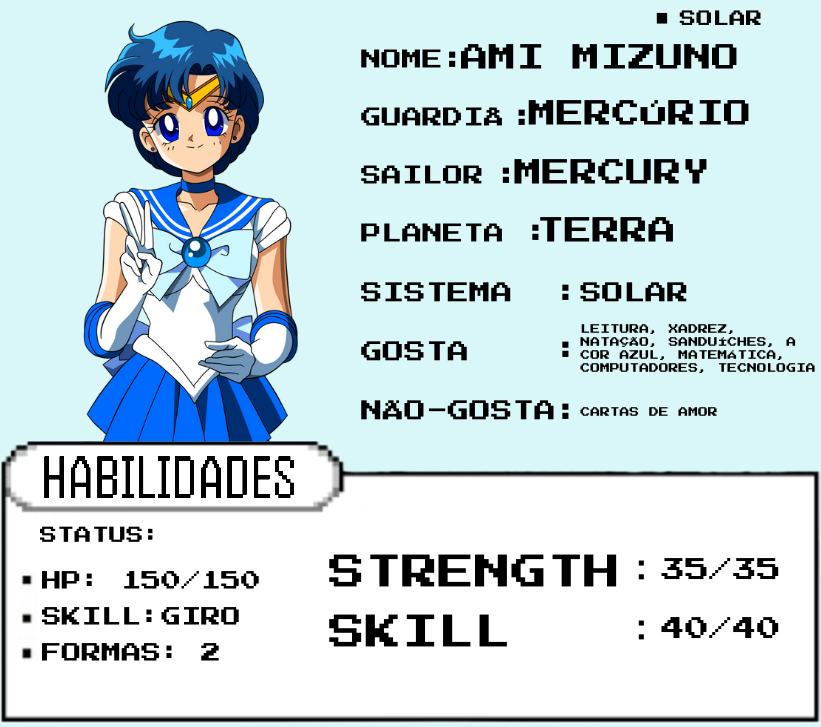 ▪ SOLAR
NOME:AMI MIZUNO
GUARDIà :MERCúRIO
SAILOR :MERCURY
PLANETA :TERRA
SISTEMA :SOLAR
GOSTA : LEITURA, XADREZ,
NATAÇÃO, SANDUíCHES, A
COR AZUL, MATEMáTICA,
COMPUTADORES, TECNOLOGIA
NÃO-GOSTA: CARTAS DE AMOR
HABILIDADES
STATUS:
▪ HP: 150/150
▪ SKILL:GIRO
▪ FORMAS: 2
STRENGTH : 35/35
SKILL : 40/40